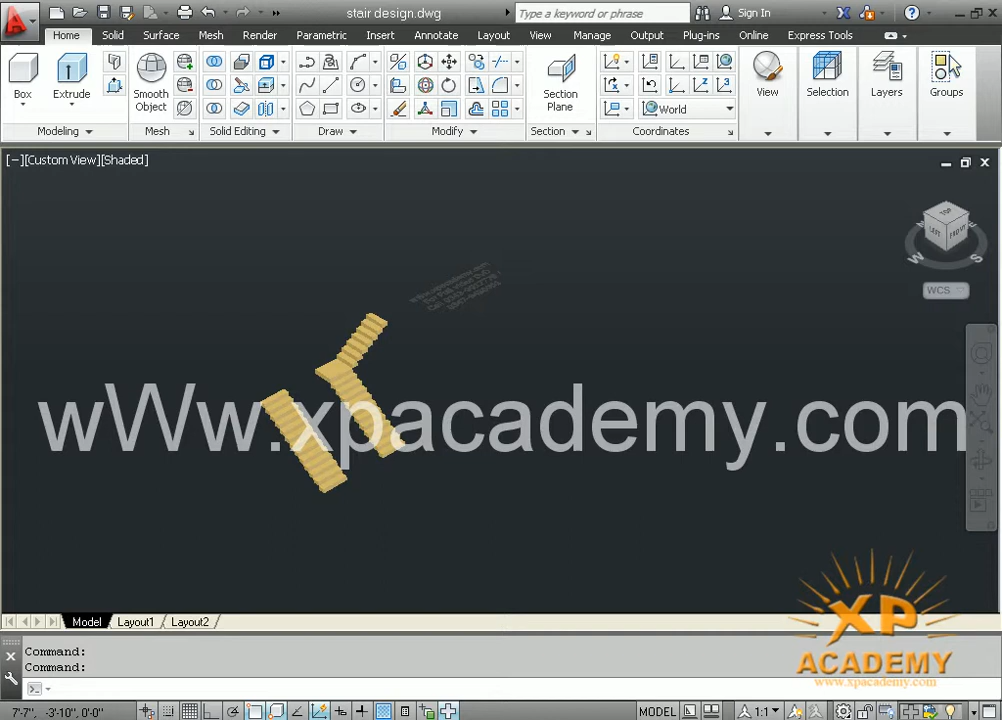 stair design.dwg
Type a keyword or phrase
Sign In
Home Solid Surface Mesh Render Parametric Insert Annotate Layout View Manage Output Plug-ins Online Express Tools
Box
Extrude
Smooth
Object
Section
Plane
World
View
Selection
Layers
Groups
Modeling
Mesh
Solid Editing
Draw
Modify
Section
Coordinates
[−][Custom View][Shaded]
TOP
LEFT
FRONT
W
S
WCS
wWw.xpacademy.com
XP
ACADEMY
www.xpacademy.com
Model Layout1 Layout2
Command:
Command:
7'-7", -3'-10", 0'-0"
MODEL
1:1